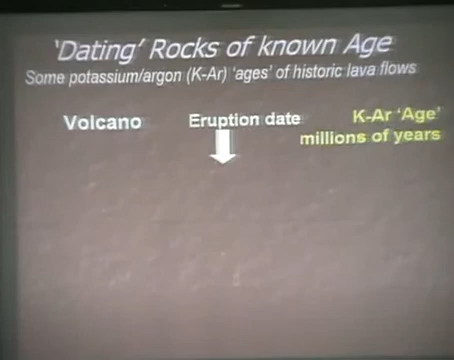 'Dating' Rocks of known Age
Some potassium/argon (K-Ar) 'ages' of historic lava flows
Volcano Eruption date K-Ar 'Age'
millions of years